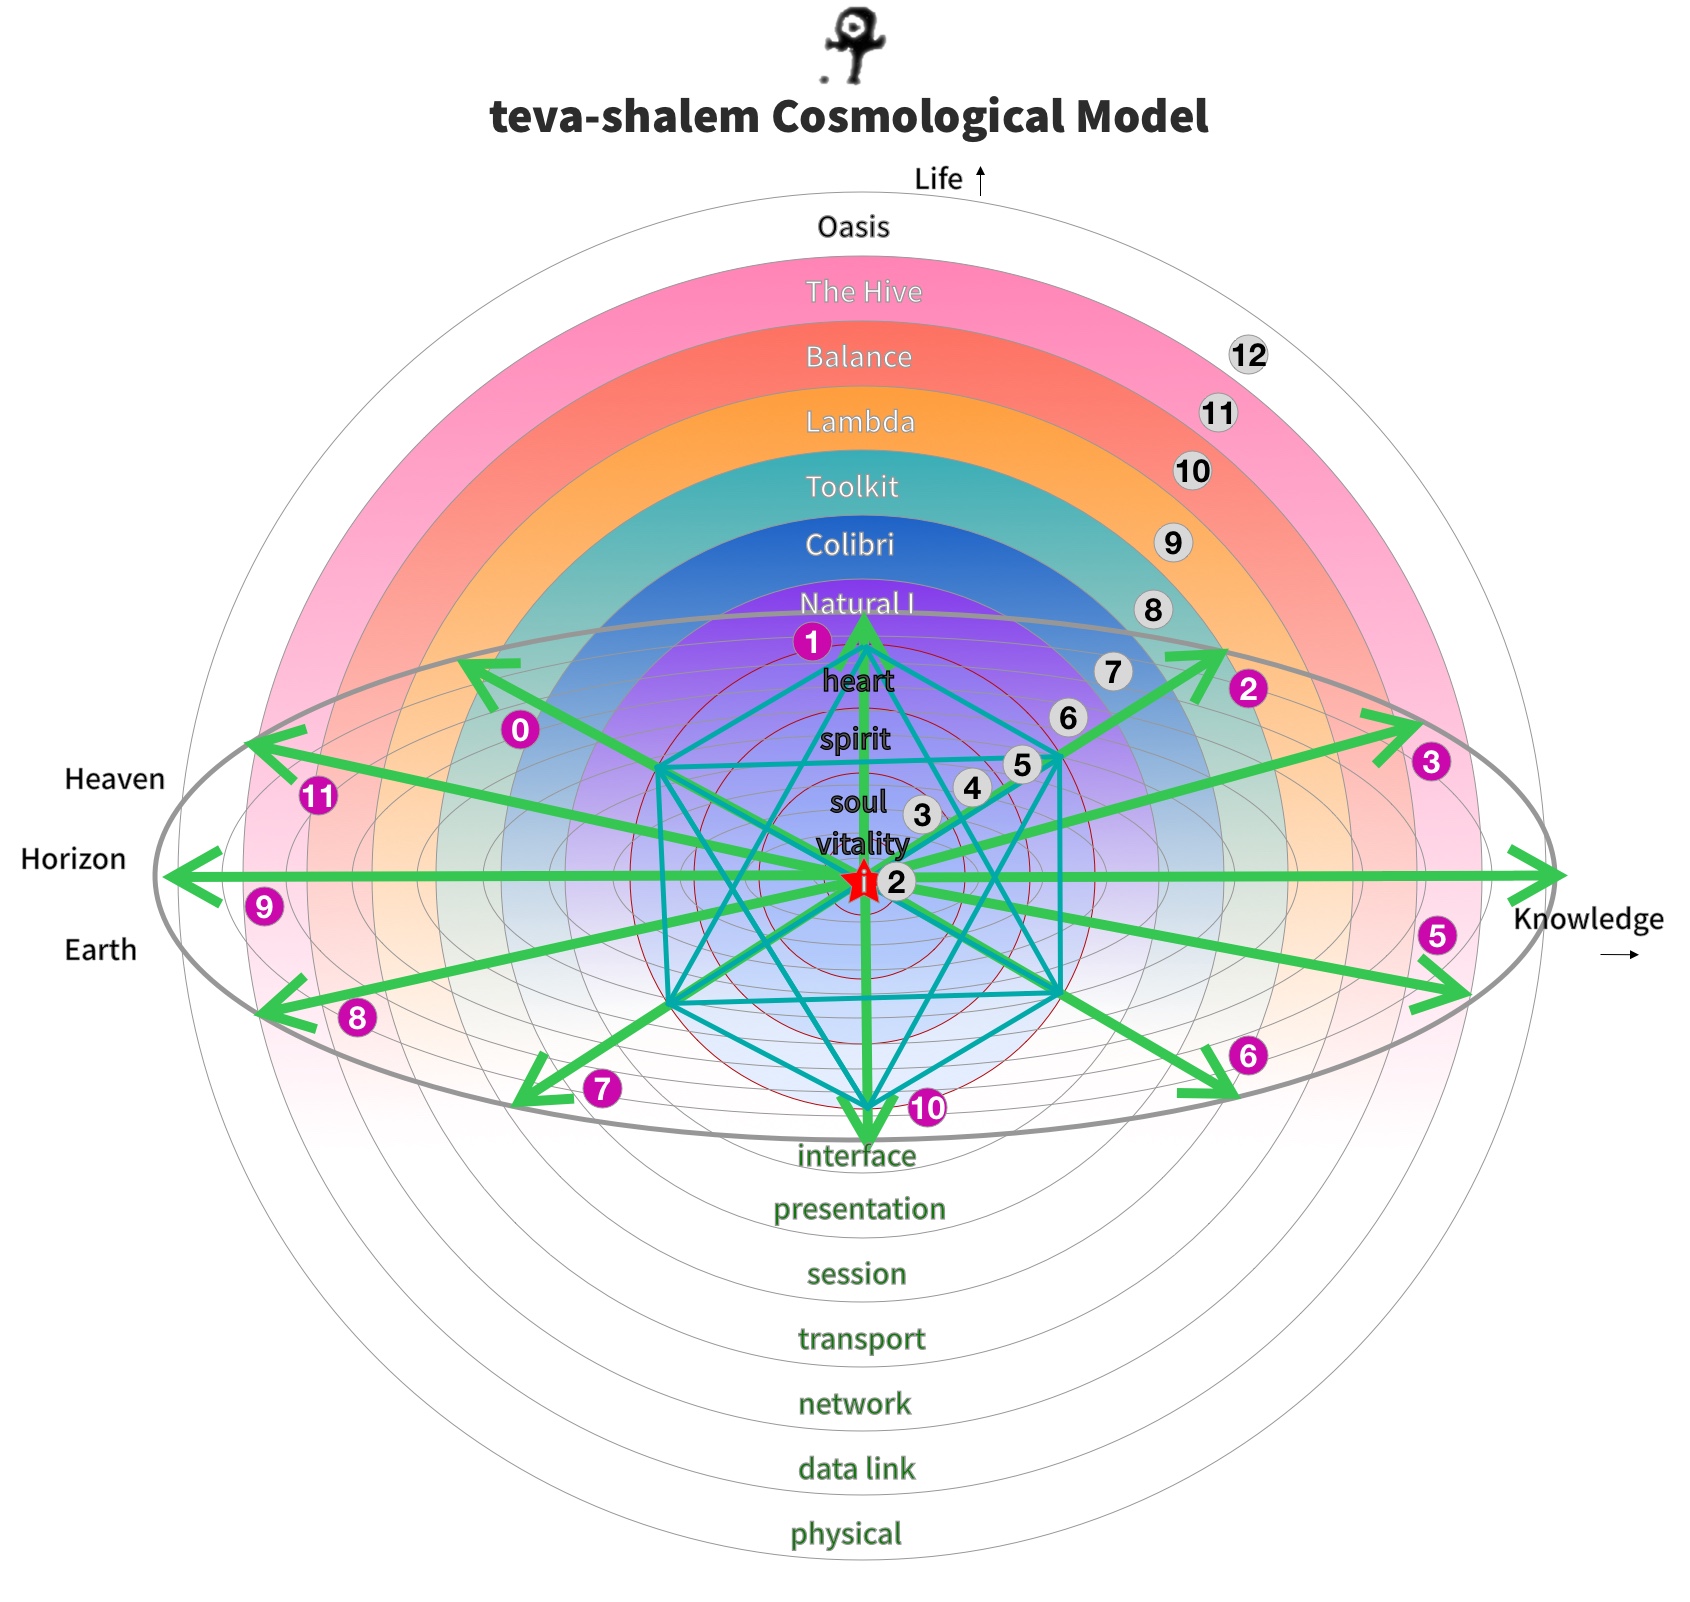 teva-shalem Cosmological Model
Life
Oasis
The Hive
Balance
12
11
Lambda
10
Toolkit
9
Colibri
8
Natural I
1
7
heart
2
6
0
spirit
3
5
Heaven
4
11
soul
3
vitality
Horizon
i
2
9
Knowledge
5
Earth
8
6
7
10
interface
presentation
session
transport
network
data link
physical